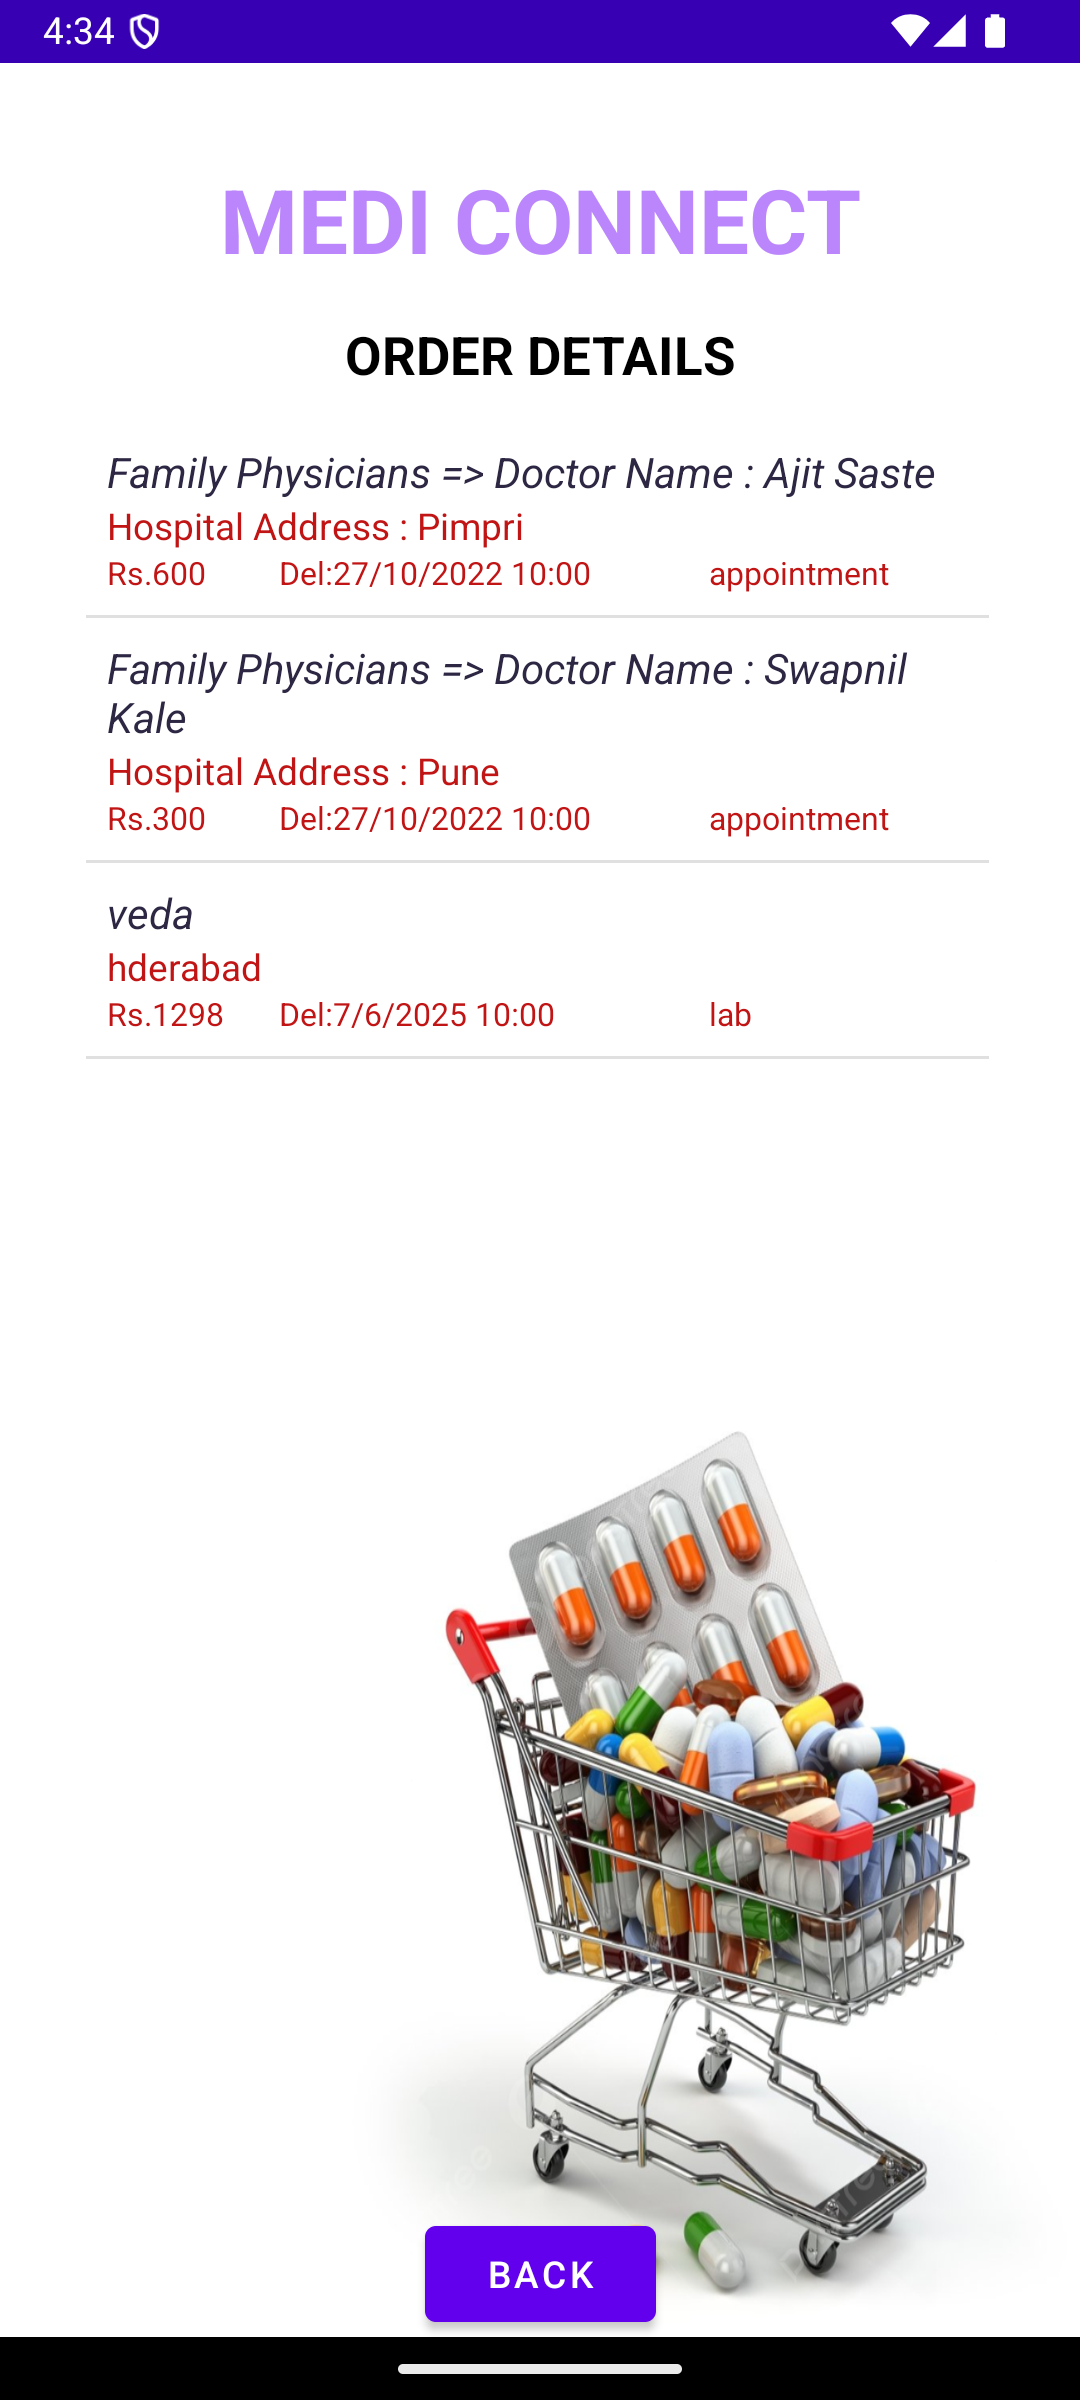 4:34
MEDI CONNECT
ORDER DETAILS
Family Physicians => Doctor Name : Ajit Saste
Hospital Address : Pimpri
Rs.600 Del:27/10/2022 10:00 appointment
Family Physicians => Doctor Name : Swapnil
Kale
Hospital Address : Pune
Rs.300 Del:27/10/2022 10:00 appointment
veda
hderabad
Rs.1298 Del:7/6/2025 10:00 lab
BACK